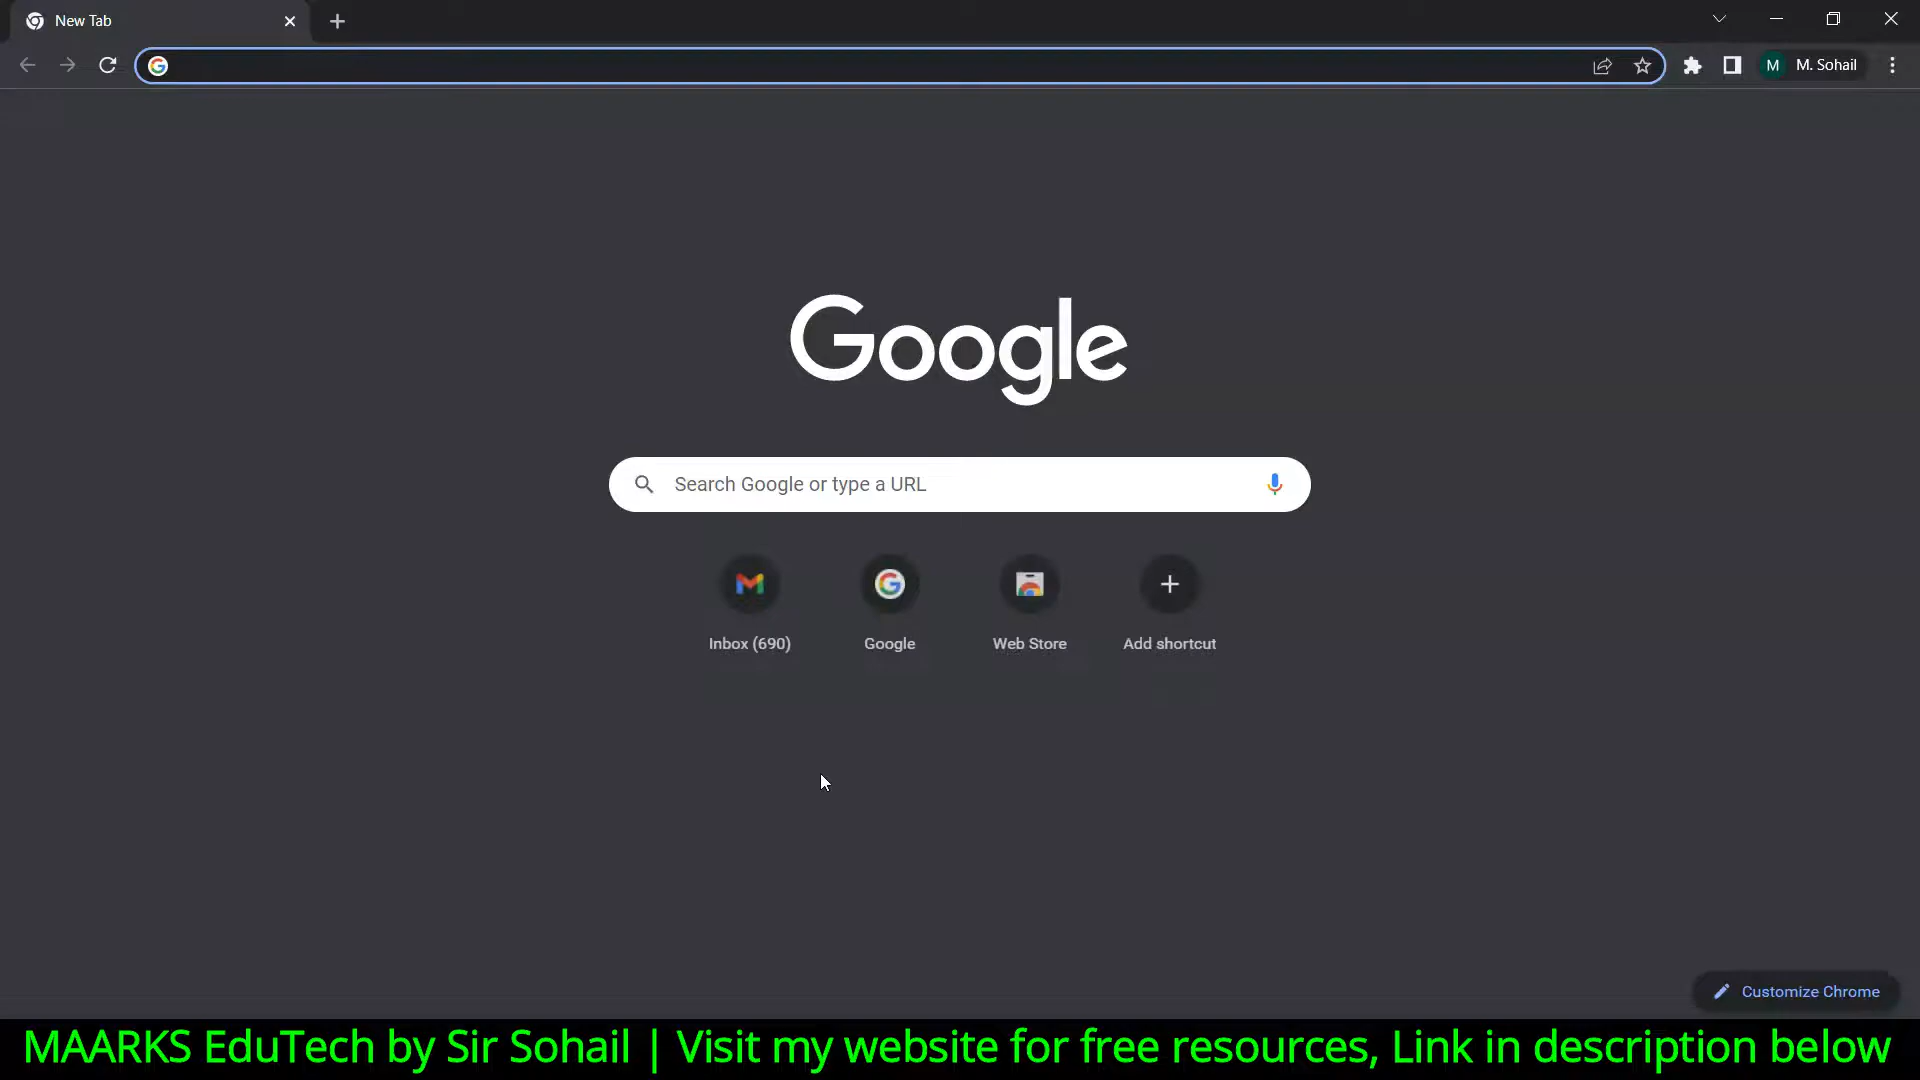 New Tab
M M. Sohail
Google
Search Google or type a URL
Inbox (690) Google Web Store Add shortcut
Customize Chrome
MAARKS EduTech by Sir Sohail | Visit my website for free resources, Link in description below